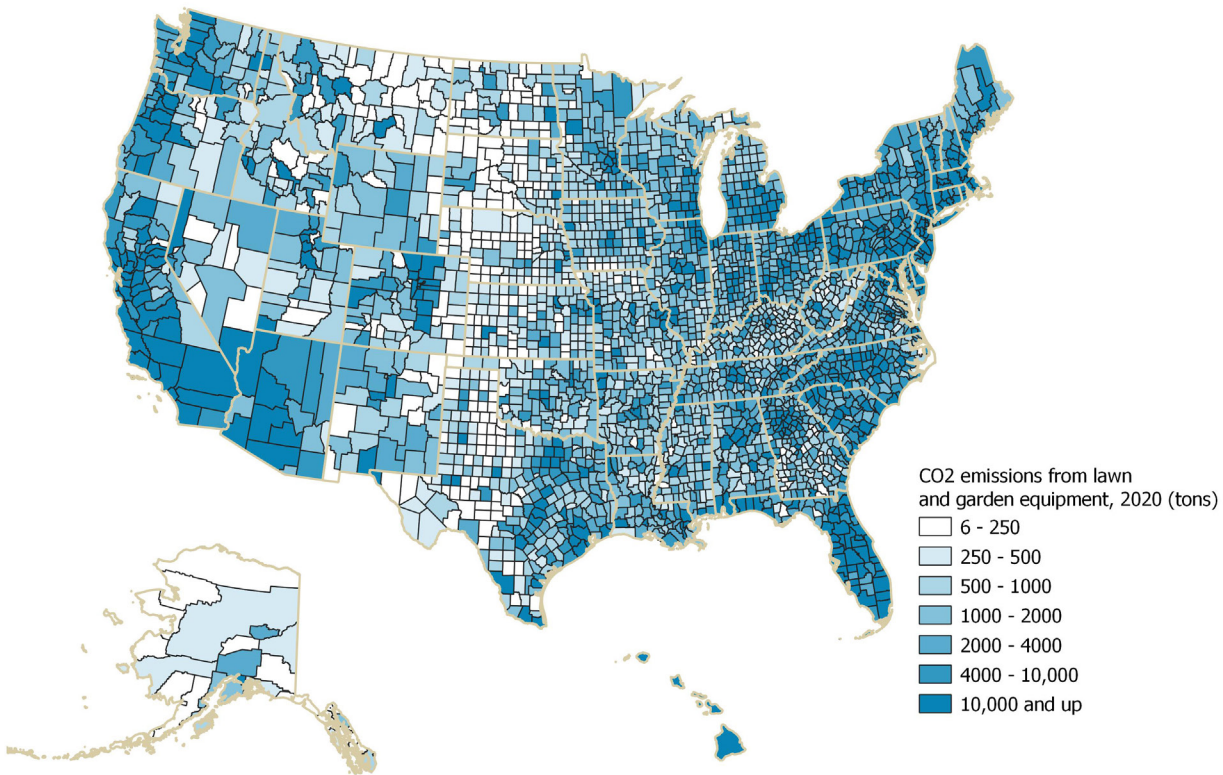 CO2 emissions from lawn
and garden equipment, 2020 (tons)
6 - 250
250 - 500
500 - 1000
1000 - 2000
2000 - 4000
4000 - 10,000
10,000 and up